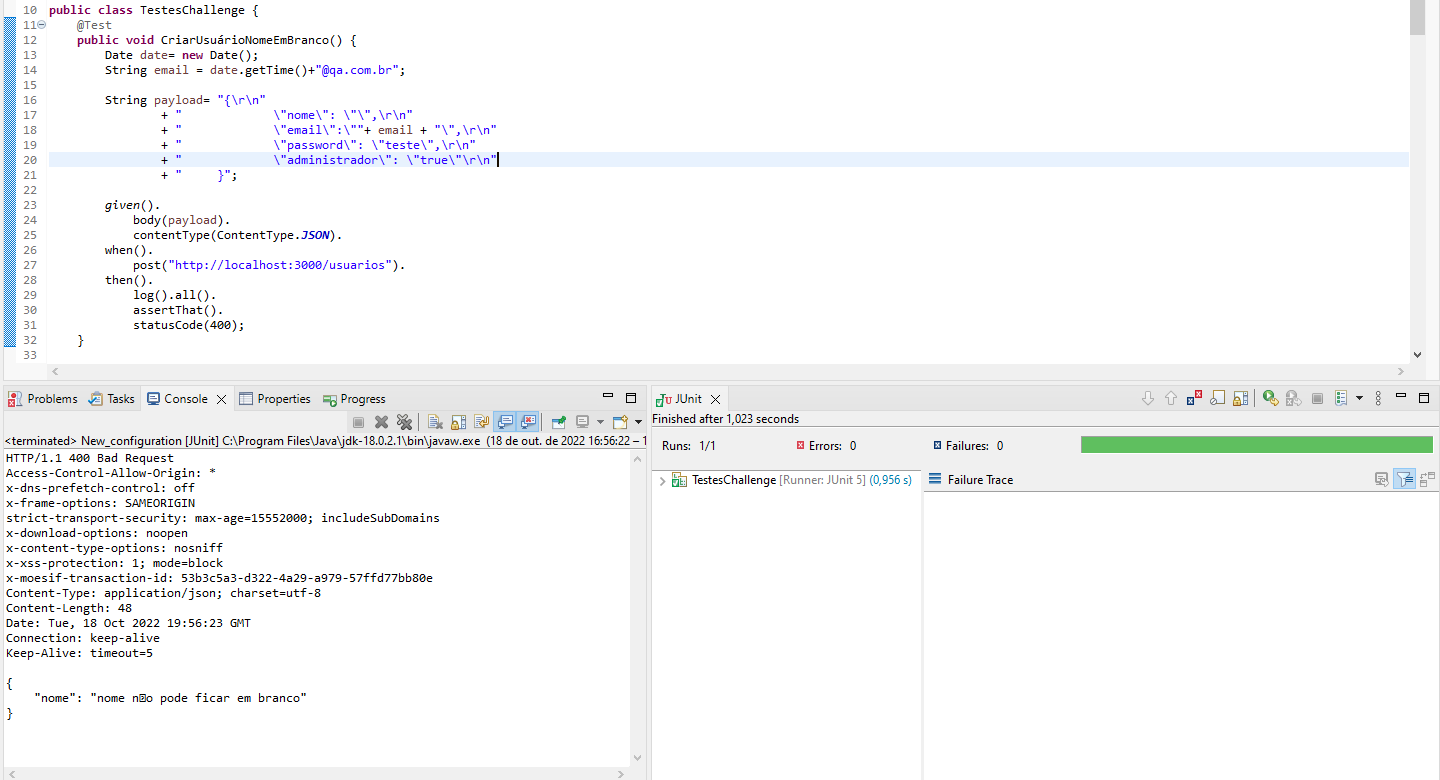 10 public class TestesChallenge {
11 @Test
12 public void CriarUsuárioNomeEmBranco() {
13 Date date= new Date();
14 String email = date.getTime()+"@qa.com.br";
15
16 String payload= "{\r\n"
17 + "             \"nome\": \"\",\r\n"
18 + "             \"email\":\""+ email + "\",\r\n"
19 + "             \"password\": \"teste\",\r\n"
20 + "             \"administrador\": \"true\"\r\n"
21 + "     }";
22
23 given().
24 body(payload).
25 contentType(ContentType.JSON).
26 when().
27 post("http://localhost:3000/usuarios").
28 then().
29 log().all().
30 assertThat().
31 statusCode(400);
32 }
33
Problems Tasks Console Properties Progress
<terminated> New_configuration [JUnit] C:\Program Files\Java\jdk-18.0.2.1\bin\javaw.exe (18 de out. de 2022 16:56:22 – 1
HTTP/1.1 400 Bad Request
Access-Control-Allow-Origin: *
x-dns-prefetch-control: off
x-frame-options: SAMEORIGIN
strict-transport-security: max-age=15552000; includeSubDomains
x-download-options: noopen
x-content-type-options: nosniff
x-xss-protection: 1; mode=block
x-moesif-transaction-id: 53b3c5a3-d322-4a29-a979-57ffd77bb80e
Content-Type: application/json; charset=utf-8
Content-Length: 48
Date: Tue, 18 Oct 2022 19:56:23 GMT
Connection: keep-alive
Keep-Alive: timeout=5
{
"nome": "nome n�o pode ficar em branco"
}
JUnit
Finished after 1,023 seconds
Runs: 1/1 Errors: 0 Failures: 0
TestesChallenge [Runner: JUnit 5] (0,956 s)
Failure Trace